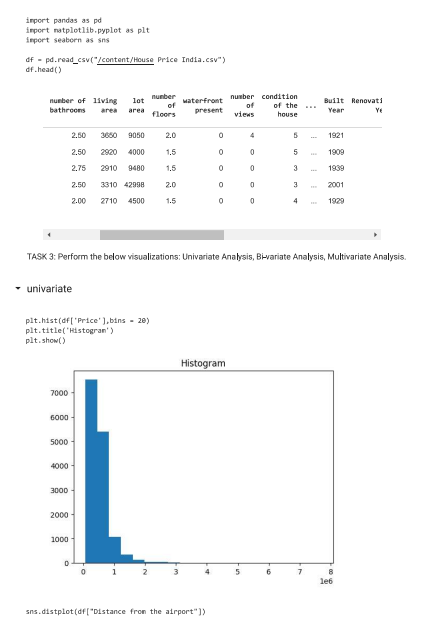 import pandas as pd
import matplotlib.pyplot as plt
import seaborn as sns
df = pd.read_csv("/content/House Price India.csv")
df.head()
number of bathrooms living area lot area number of floors waterfront present number of views condition of the house ... Built Year Renovati Ye
2.50 3650 9050 2.0 0 4 5 ... 1921
2.50 2920 4000 1.5 0 0 5 ... 1909
2.75 2910 9480 1.5 0 0 3 ... 1939
2.50 3310 42998 2.0 0 0 3 ... 2001
2.00 2710 4500 1.5 0 0 4 ... 1929
TASK 3: Perform the below visualizations: Univariate Analysis, Bi-variate Analysis, Multivariate Analysis.
univariate
plt.hist(df['Price'],bins = 20)
plt.title('Histogram')
plt.show()
Histogram
7000
6000
5000
4000
3000
2000
1000
0
0 1 2 3 4 5 6 7 8
1e6
sns.distplot(df["Distance from the airport"])